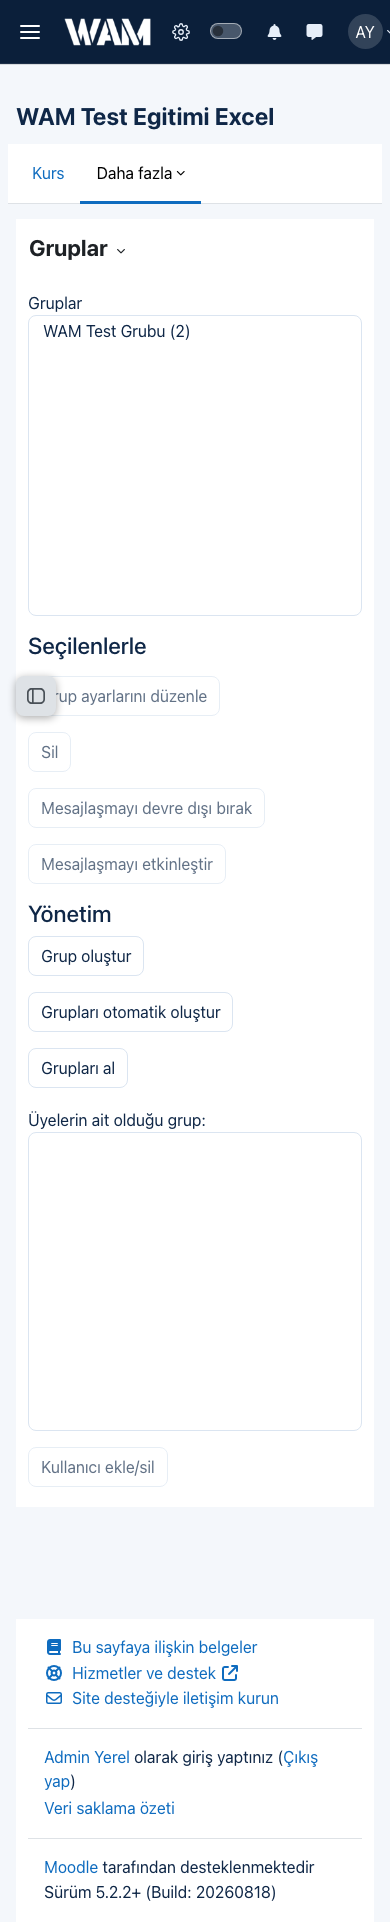 WAM
AY
WAM Test Egitimi Excel
Kurs
Daha fazla
Gruplar
Gruplar
WAM Test Grubu (2)
Seçilenlerle
rup ayarlarını düzenle
Sil
Mesajlaşmayı devre dışı bırak
Mesajlaşmayı etkinleştir
Yönetim
Grup oluştur
Grupları otomatik oluştur
Grupları al
Üyelerin ait olduğu grup:
Kullanıcı ekle/sil
Bu sayfaya ilişkin belgeler
Hizmetler ve destek
Site desteğiyle iletişim kurun
Admin Yerel olarak giriş yaptınız (Çıkış
yap)
Veri saklama özeti
Moodle tarafından desteklenmektedir
Sürüm 5.2.2+ (Build: 20260818)